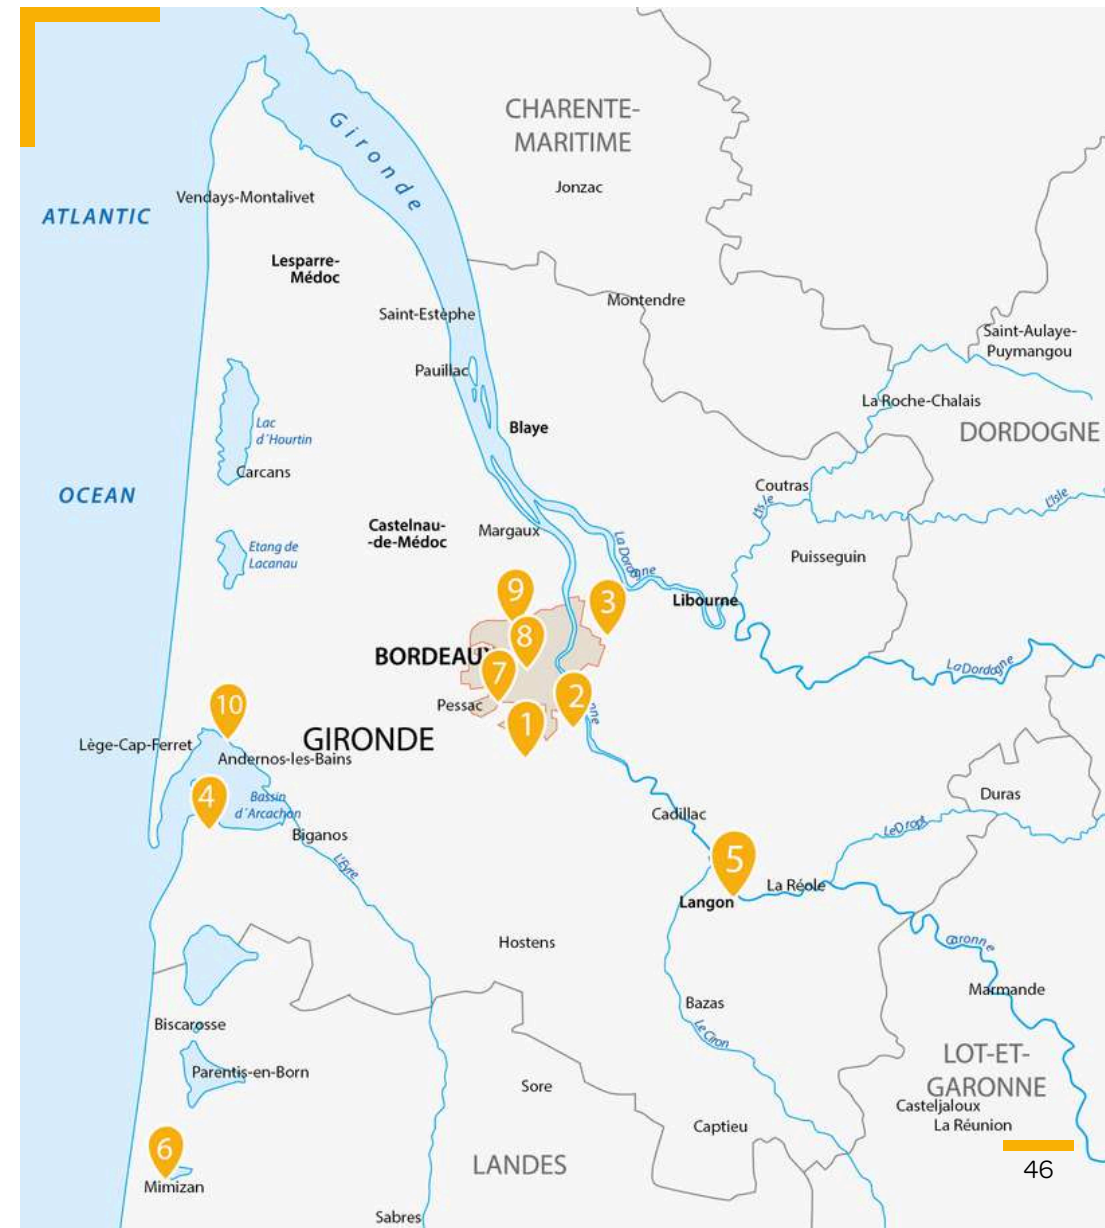 Gironde
CHARENTE-
MARITIME
Jonzac
Vendays-Montalivet
ATLANTIC
Lesparre-
Médoc
Montendre
Saint-Estèphe
Saint-Aulaye-
Puymangou
Pauillac
La Roche-Chalais
Lac
d´Hourtin
Blaye
DORDOGNE
Carcans
Coutras
OCEAN
L'Isle
L'Isle
Castelnau-
-de-Médoc
Margaux
La Dordogne
Etang de
Lacanau
Puisseguin
9
3
Libourne
8
BORDEAUX
7
La Dordogne
2
10
Pessac
1
nne
Lège-Cap-Ferret
GIRONDE
Andernos-les-Bains
4
Bassin
d´Arcachon
Duras
Cadillac
Le Dropt
Biganos
L'Eyre
5
La Réole
Langon
Hostens
Garonne
Marmande
Bazas
Biscarosse
Le Ciron
LOT-ET-
GARONNE
Parentis-en-Born
Sore
Casteljaloux
La Réunion
Captieu
6
LANDES
46
Mimizan
Sabres